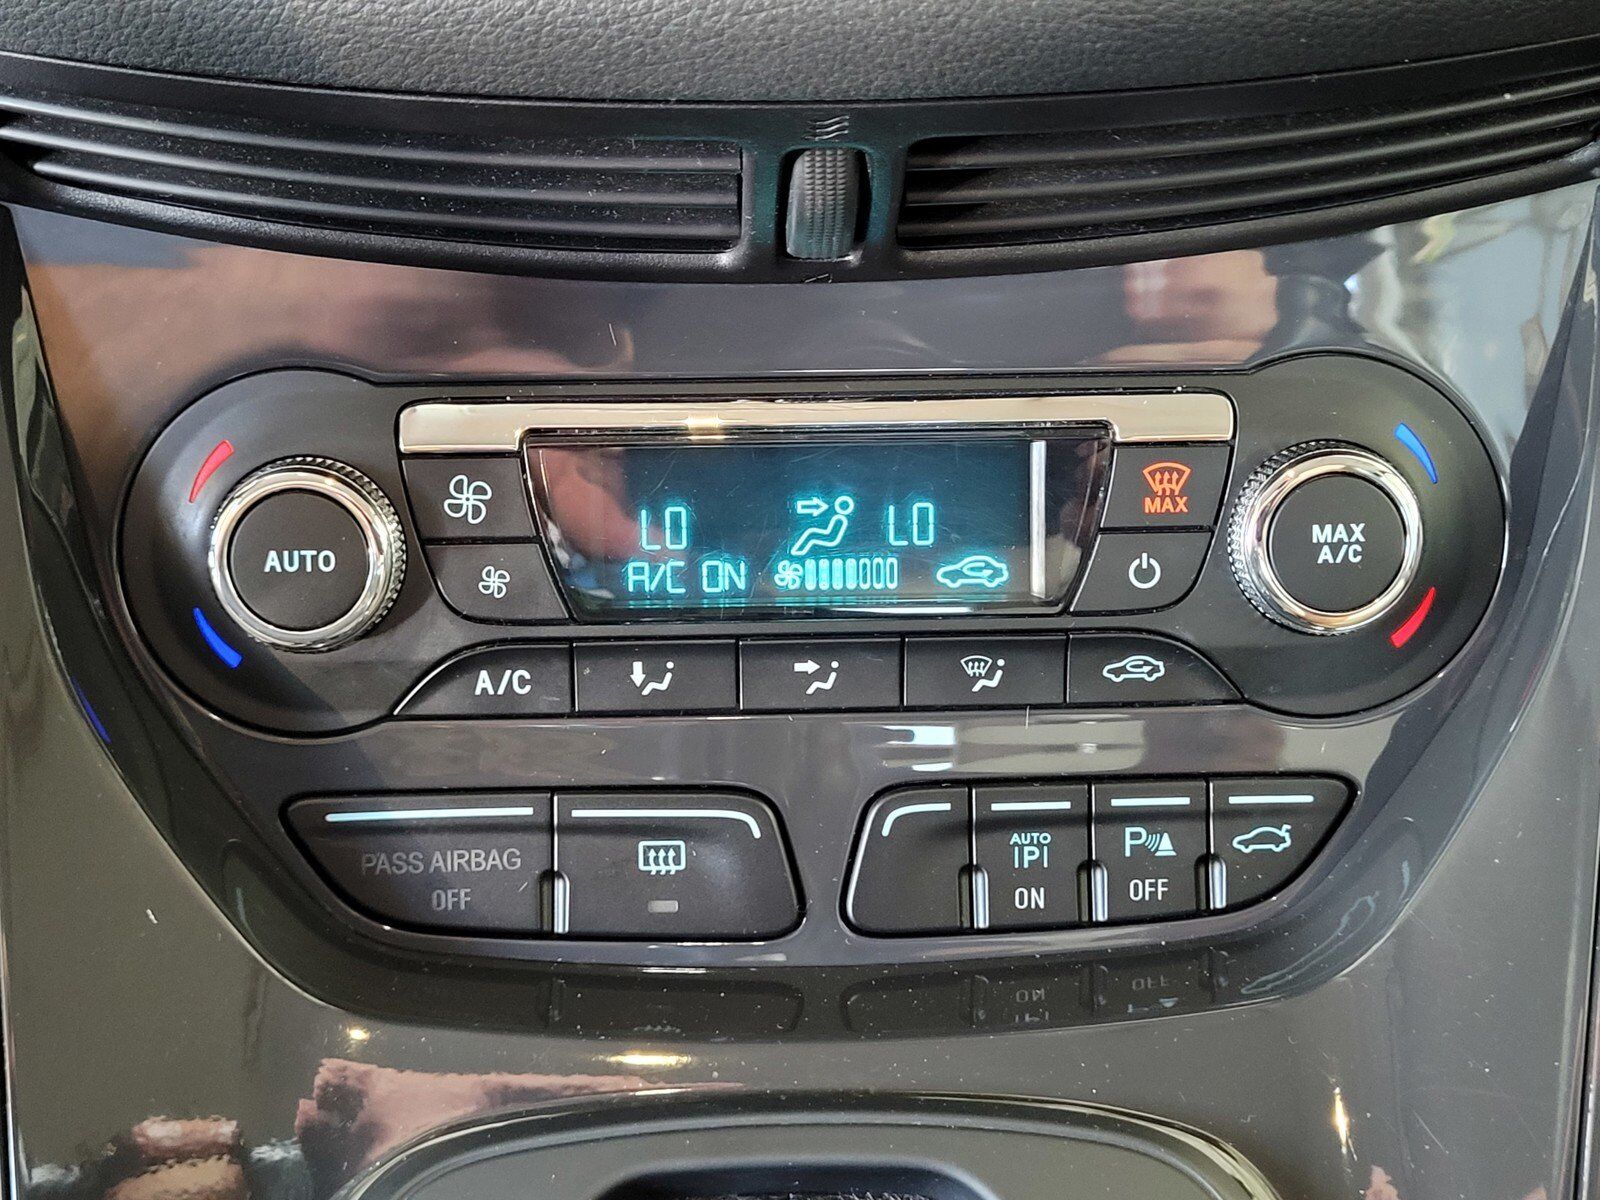 LO LO
A/C ON
MAX
AUTO
MAX
A/C
A/C
PASS AIRBAG
OFF
AUTO
P
ON
P
OFF